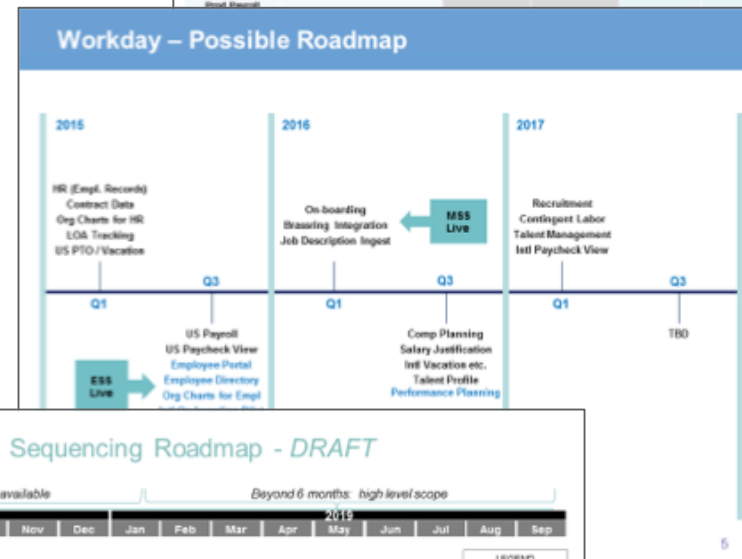 Prod Payroll
Workday – Possible Roadmap
2015
2016
2017
HR (Empl. Records)
Contract Data
Org Charts for HR
LOA Tracking
US PTO / Vacation
On-boarding
Brassring Integration
Job Description Ingest
MSS
Live
Recruitment
Contingent Labor
Talent Management
Intl Paycheck View
Q1
Q3
Q1
Q3
Q1
Q3
US Payroll
US Paycheck View
Employee Portal
Employee Directory
Org Charts for Empl
ESS
Live
Comp Planning
Salary Justification
Intl Vacation etc.
Talent Profile
Performance Planning
TBD
Sequencing Roadmap - DRAFT
available
Beyond 6 months: high level scope
2019
Nov Dec Jan Feb Mar Apr May Jun Jul Aug Sep
LEGEND
5